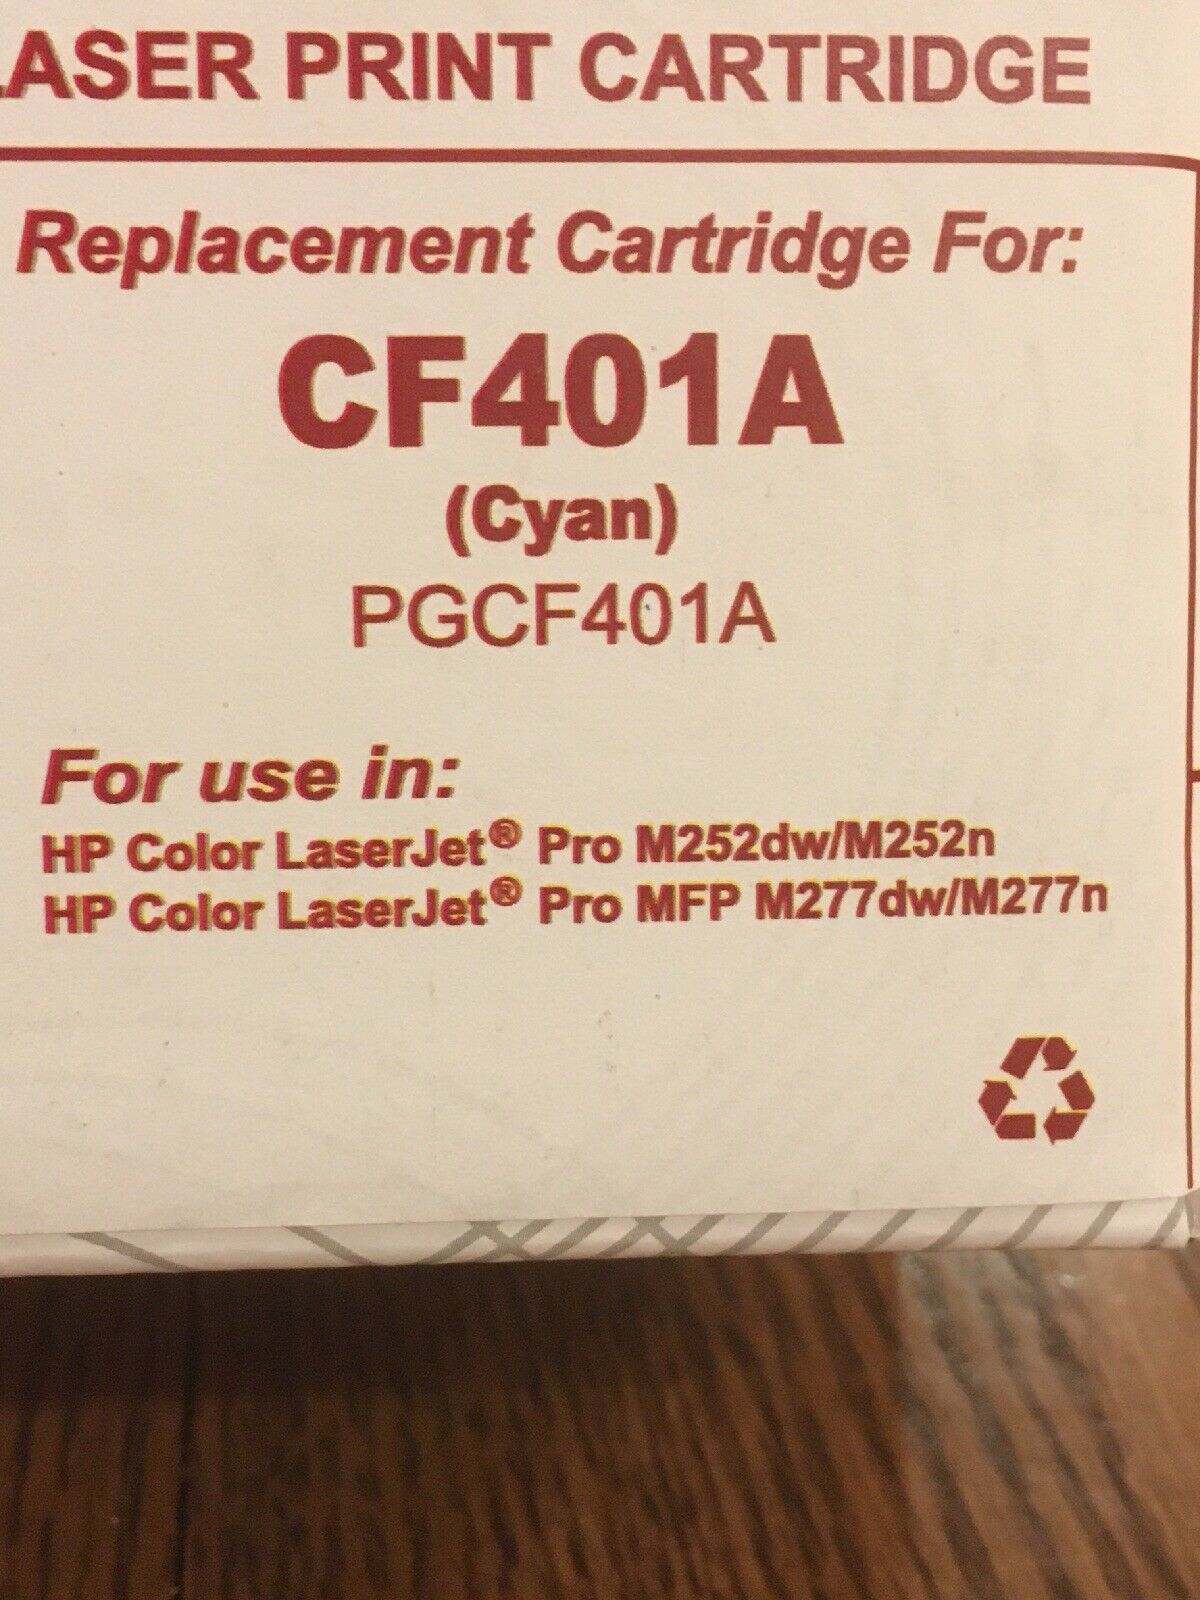 LASER PRINT CARTRIDGE
Replacement Cartridge For:
CF401A
(Cyan)
PGCF401A
For use in:
HP Color LaserJet® Pro M252dw/M252n
HP Color LaserJet® Pro MFP M277dw/M277n